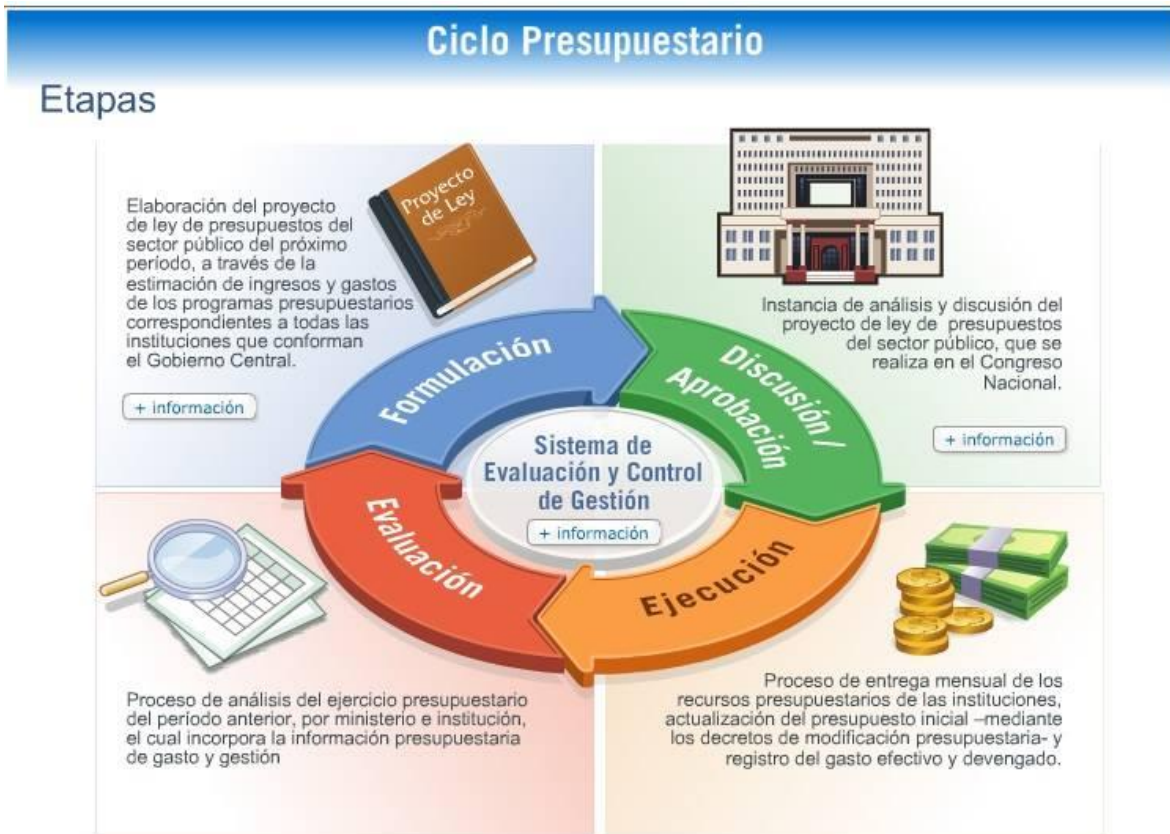 Ciclo Presupuestario
Etapas
Elaboración del proyecto
de ley de presupuestos del
sector público del próximo
período, a través de la
estimación de ingresos y gastos
de los programas presupuestarios
correspondientes a todas las
instituciones que conforman
el Gobierno Central.
+ información
Proyecto
de Ley
Instancia de análisis y discusión del
proyecto de ley de presupuestos
del sector público, que se
realiza en el Congreso
Nacional.
+ información
Formulación
Discusión /
Aprobación
Sistema de
Evaluación y Control
de Gestión
+ información
Evaluación
Ejecución
Proceso de análisis del ejercicio presupuestario
del período anterior, por ministerio e institución,
el cual incorpora la información presupuestaria
de gasto y gestión
Proceso de entrega mensual de los
recursos presupuestarios de las instituciones,
actualización del presupuesto inicial –mediante
los decretos de modificación presupuestaria- y
registro del gasto efectivo y devengado.